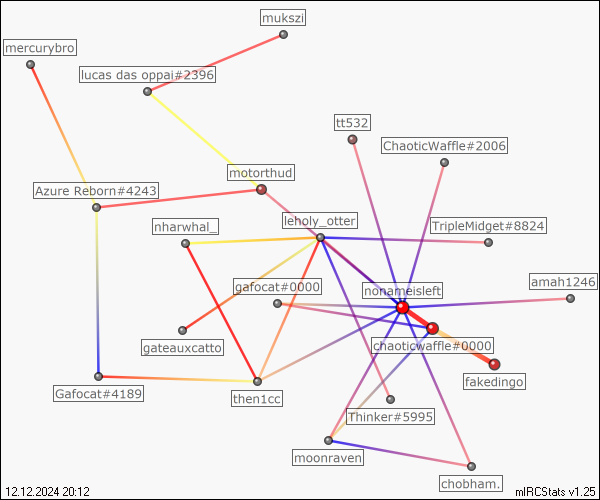 mukszi
mercurybro
lucas das oppai#2396
tt532
ChaoticWaffle#2006
motorthud
Azure Reborn#4243
leholy_otter
nharwhal_
TripleMidget#8824
gafocat#0000
nonameisleft
amah1246
gateauxcatto
chaoticwaffle#0000
fakedingo
Gafocat#4189
then1cc
Thinker#5995
moonraven
chobham.
12.12.2024 20:12
mIRCStats v1.25